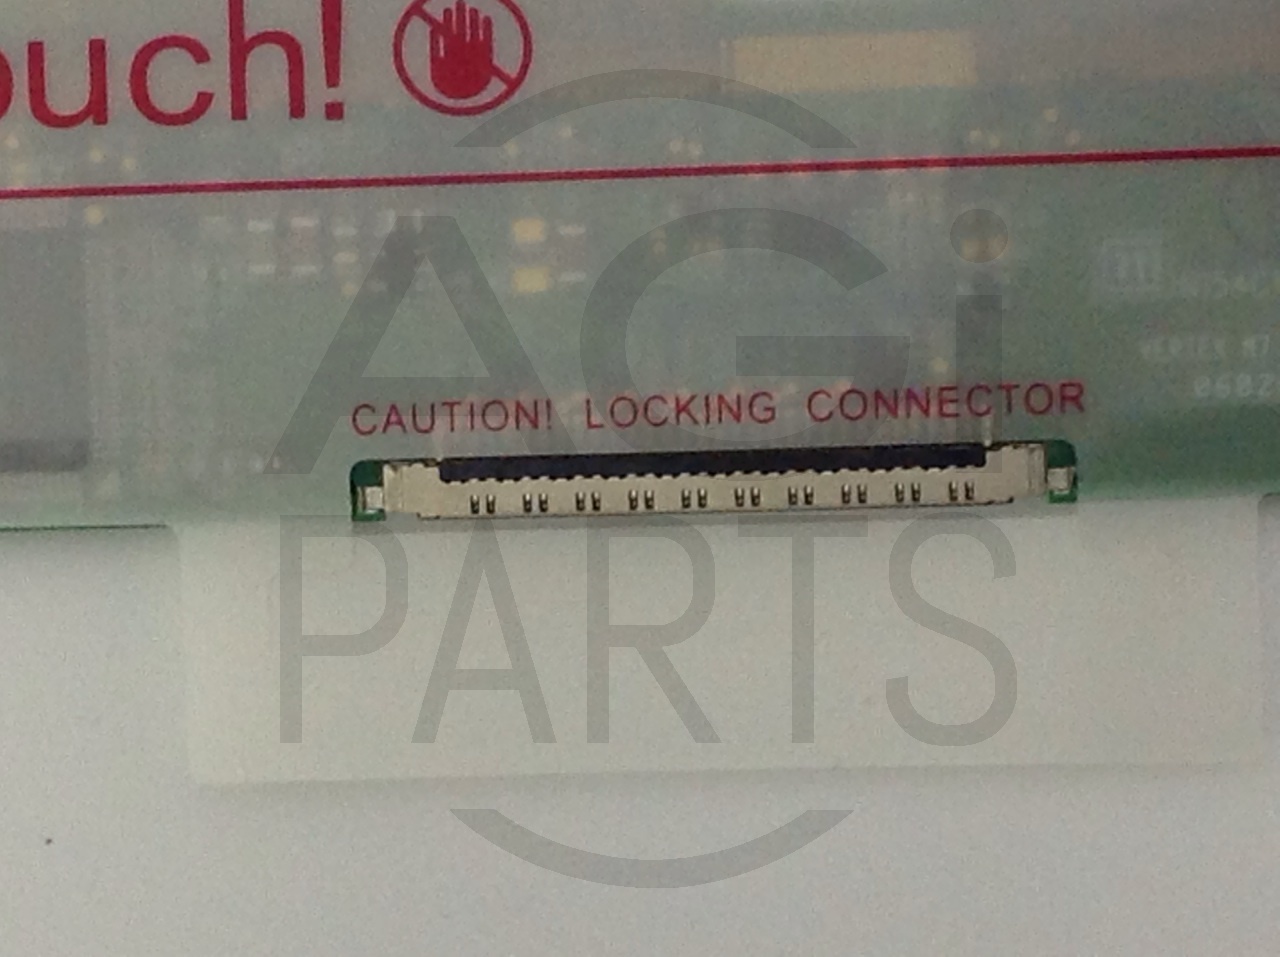 ouch!
CAUTION! LOCKING CONNECTOR
AGi
PARTS